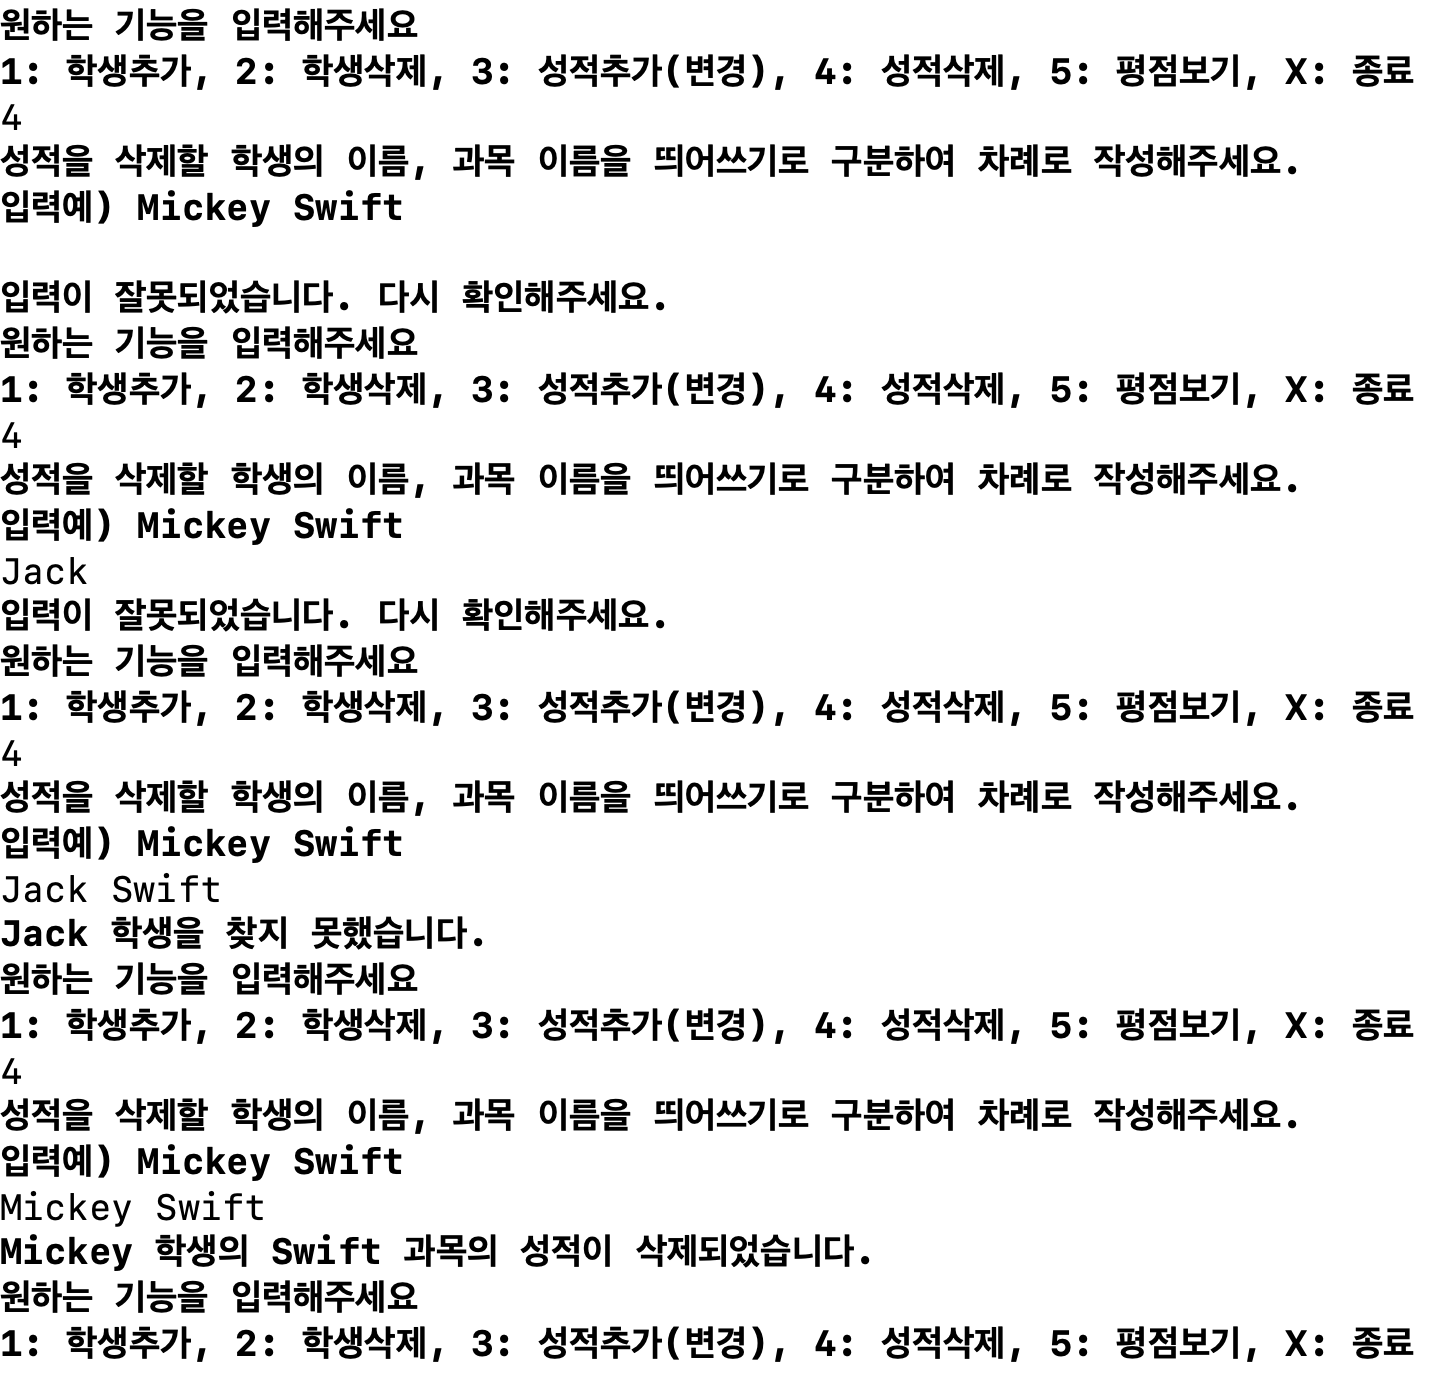 원하는 기능을 입력해주세요
1: 학생추가, 2: 학생삭제, 3: 성적추가(변경), 4: 성적삭제, 5: 평점보기, X: 종료
4
성적을 삭제할 학생의 이름, 과목 이름을 띄어쓰기로 구분하여 차례로 작성해주세요.
입력예) Mickey Swift
입력이 잘못되었습니다. 다시 확인해주세요.
원하는 기능을 입력해주세요
1: 학생추가, 2: 학생삭제, 3: 성적추가(변경), 4: 성적삭제, 5: 평점보기, X: 종료
4
성적을 삭제할 학생의 이름, 과목 이름을 띄어쓰기로 구분하여 차례로 작성해주세요.
입력예) Mickey Swift
Jack
입력이 잘못되었습니다. 다시 확인해주세요.
원하는 기능을 입력해주세요
1: 학생추가, 2: 학생삭제, 3: 성적추가(변경), 4: 성적삭제, 5: 평점보기, X: 종료
4
성적을 삭제할 학생의 이름, 과목 이름을 띄어쓰기로 구분하여 차례로 작성해주세요.
입력예) Mickey Swift
Jack Swift
Jack 학생을 찾지 못했습니다.
원하는 기능을 입력해주세요
1: 학생추가, 2: 학생삭제, 3: 성적추가(변경), 4: 성적삭제, 5: 평점보기, X: 종료
4
성적을 삭제할 학생의 이름, 과목 이름을 띄어쓰기로 구분하여 차례로 작성해주세요.
입력예) Mickey Swift
Mickey Swift
Mickey 학생의 Swift 과목의 성적이 삭제되었습니다.
원하는 기능을 입력해주세요
1: 학생추가, 2: 학생삭제, 3: 성적추가(변경), 4: 성적삭제, 5: 평점보기, X: 종료